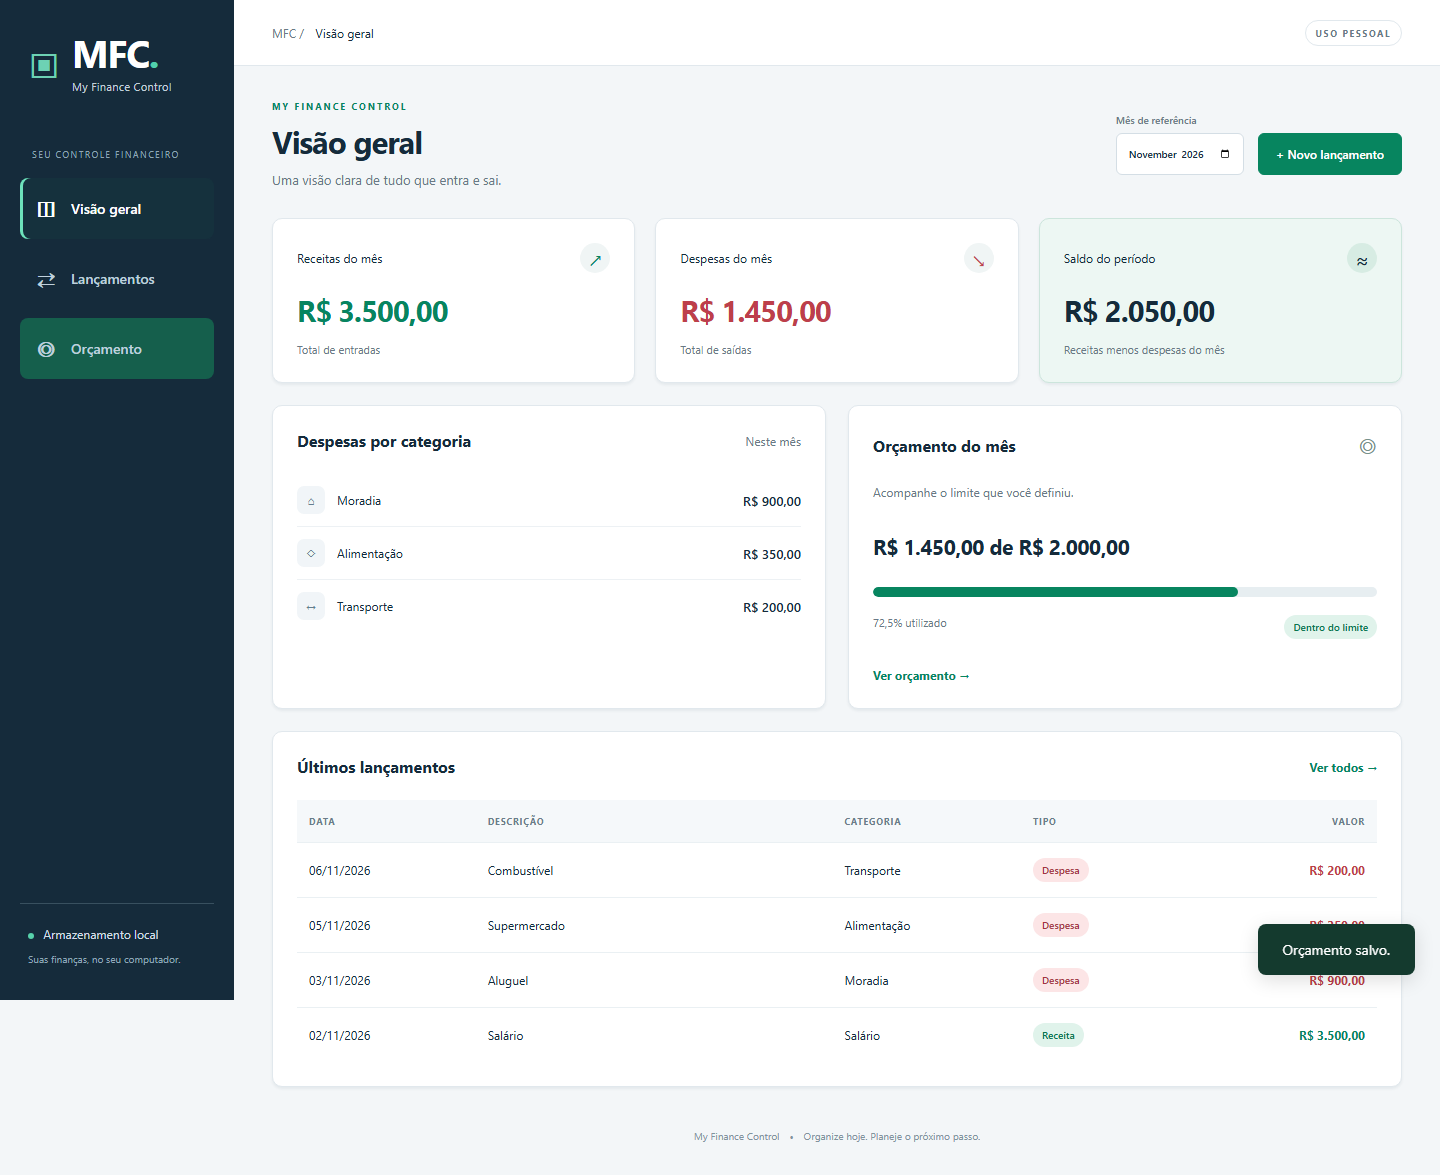 MFC.
My Finance Control
SEU CONTROLE FINANCEIRO
Visão geral
Lançamentos
Orçamento
Armazenamento local
Suas finanças, no seu computador.
MFC / Visão geral
USO PESSOAL
MY FINANCE CONTROL
Visão geral
Uma visão clara de tudo que entra e sai.
Mês de referência
November 2026
+ Novo lançamento
Receitas do mês
R$ 3.500,00
Total de entradas
Despesas do mês
R$ 1.450,00
Total de saídas
Saldo do período
R$ 2.050,00
Receitas menos despesas do mês
Despesas por categoria
Neste mês
Moradia R$ 900,00
Alimentação R$ 350,00
Transporte R$ 200,00
Orçamento do mês
Acompanhe o limite que você definiu.
R$ 1.450,00 de R$ 2.000,00
72,5% utilizado
Dentro do limite
Ver orçamento →
Últimos lançamentos
Ver todos →
DATA DESCRIÇÃO CATEGORIA TIPO VALOR
06/11/2026 Combustível Transporte Despesa R$ 200,00
05/11/2026 Supermercado Alimentação Despesa
Orçamento salvo.
03/11/2026 Aluguel Moradia Despesa R$ 900,00
02/11/2026 Salário Salário Receita R$ 3.500,00
My Finance Control • Organize hoje. Planeje o próximo passo.